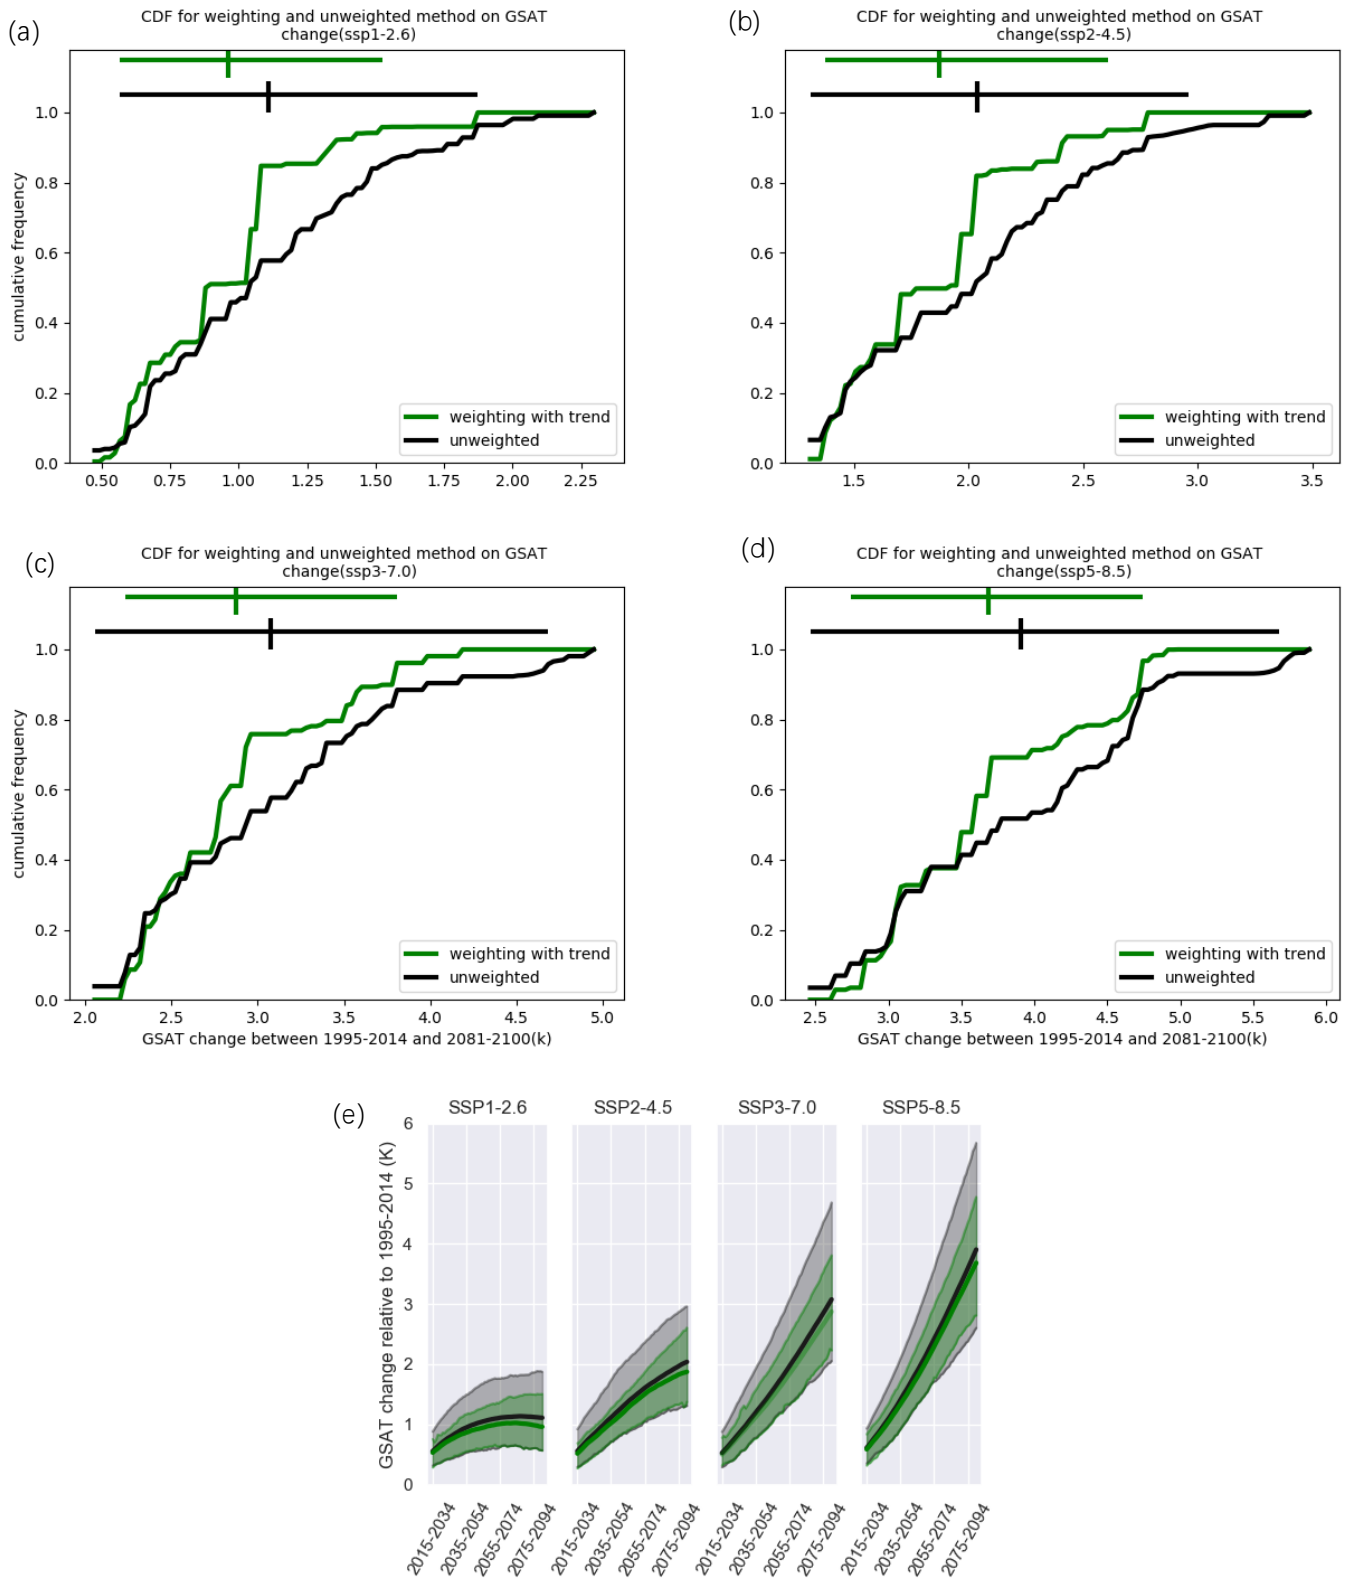 (a)
CDF for weighting and unweighted method on GSAT
change(ssp1-2.6)
cumulative frequency
1.0
0.8
0.6
0.4
0.2
0.0
0.50 0.75 1.00 1.25 1.50 1.75 2.00 2.25
weighting with trend
unweighted
(b)
CDF for weighting and unweighted method on GSAT
change(ssp2-4.5)
1.0
0.8
0.6
0.4
0.2
0.0
1.5 2.0 2.5 3.0 3.5
weighting with trend
unweighted
(c)
CDF for weighting and unweighted method on GSAT
change(ssp3-7.0)
cumulative frequency
1.0
0.8
0.6
0.4
0.2
0.0
2.0 2.5 3.0 3.5 4.0 4.5 5.0
weighting with trend
unweighted
GSAT change between 1995-2014 and 2081-2100(k)
(d)
CDF for weighting and unweighted method on GSAT
change(ssp5-8.5)
1.0
0.8
0.6
0.4
0.2
0.0
2.5 3.0 3.5 4.0 4.5 5.0 5.5 6.0
weighting with trend
unweighted
GSAT change between 1995-2014 and 2081-2100(k)
(e)
SSP1-2.6 SSP2-4.5 SSP3-7.0 SSP5-8.5
GSAT change relative to 1995-2014 (K)
6
5
4
3
2
1
0
2015-2034 2035-2054 2055-2074 2075-2094 2015-2034 2035-2054 2055-2074 2075-2094 2015-2034 2035-2054 2055-2074 2075-2094 2015-2034 2035-2054 2055-2074 2075-2094